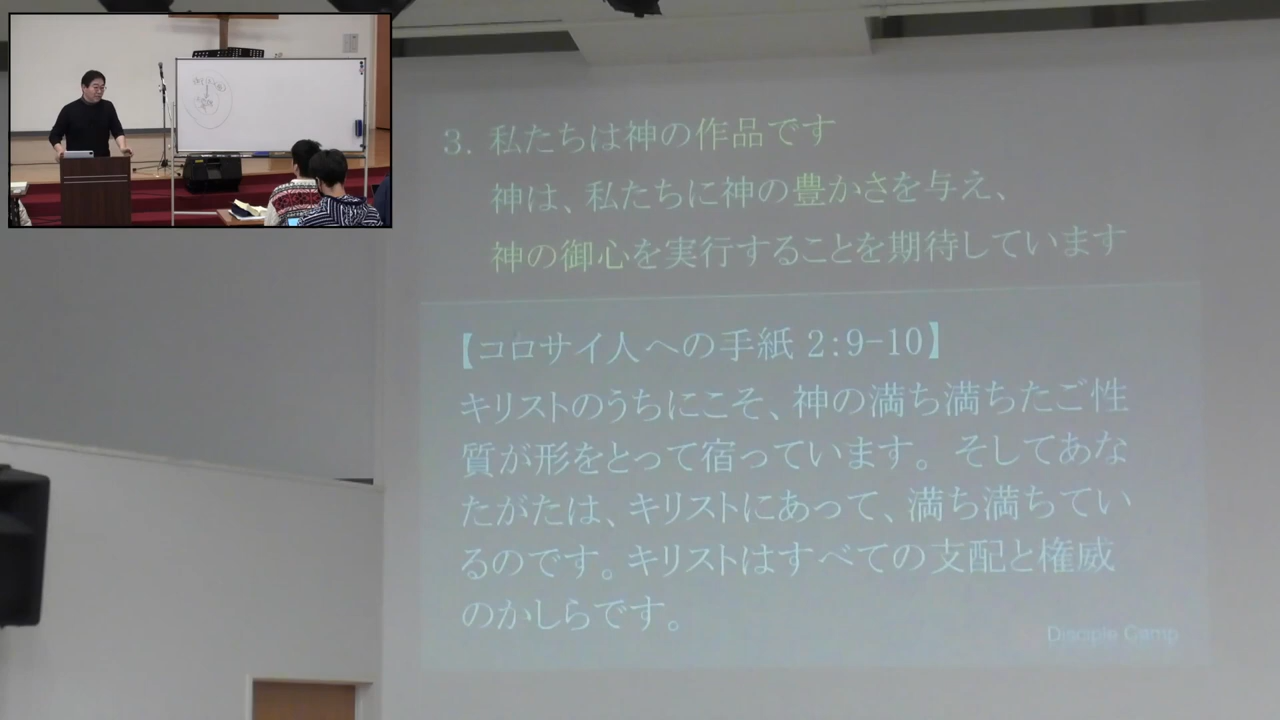 3. 私たちは神の作品です
神は、私たちに神の豊かさを与え、
神の御心を実行することを期待しています
【コロサイ人への手紙 2:9-10】
キリストのうちにこそ、神の満ち満ちたご性
質が形をとって宿っています。そしてあな
たがたは、キリストにあって、満ち満ちてい
るのです。キリストはすべての支配と権威
のかしらです。
Disciple Camp